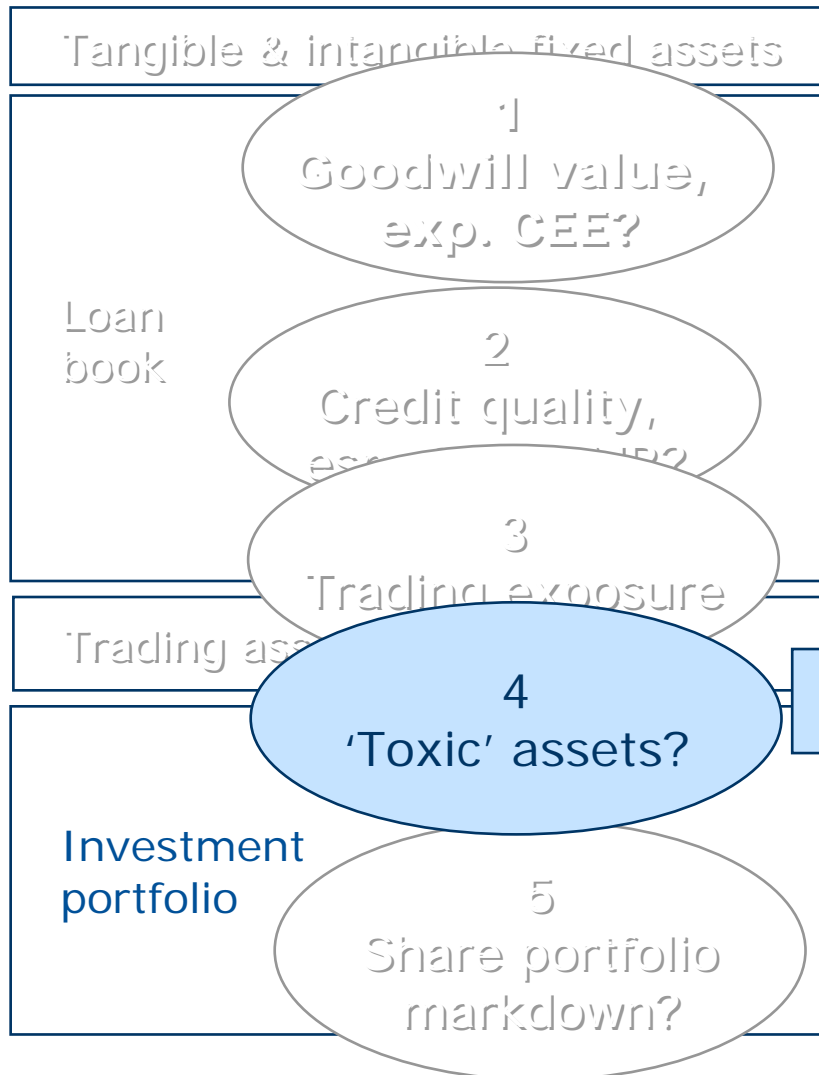 Tangible & intangible fixed assets
1
Goodwill value,
exp. CEE?
Loan
book
2
Credit quality,
3
Trading exposure
Trading
4
‘Toxic’ assets?
Investment
portfolio
5
Share portfolio
markdown?